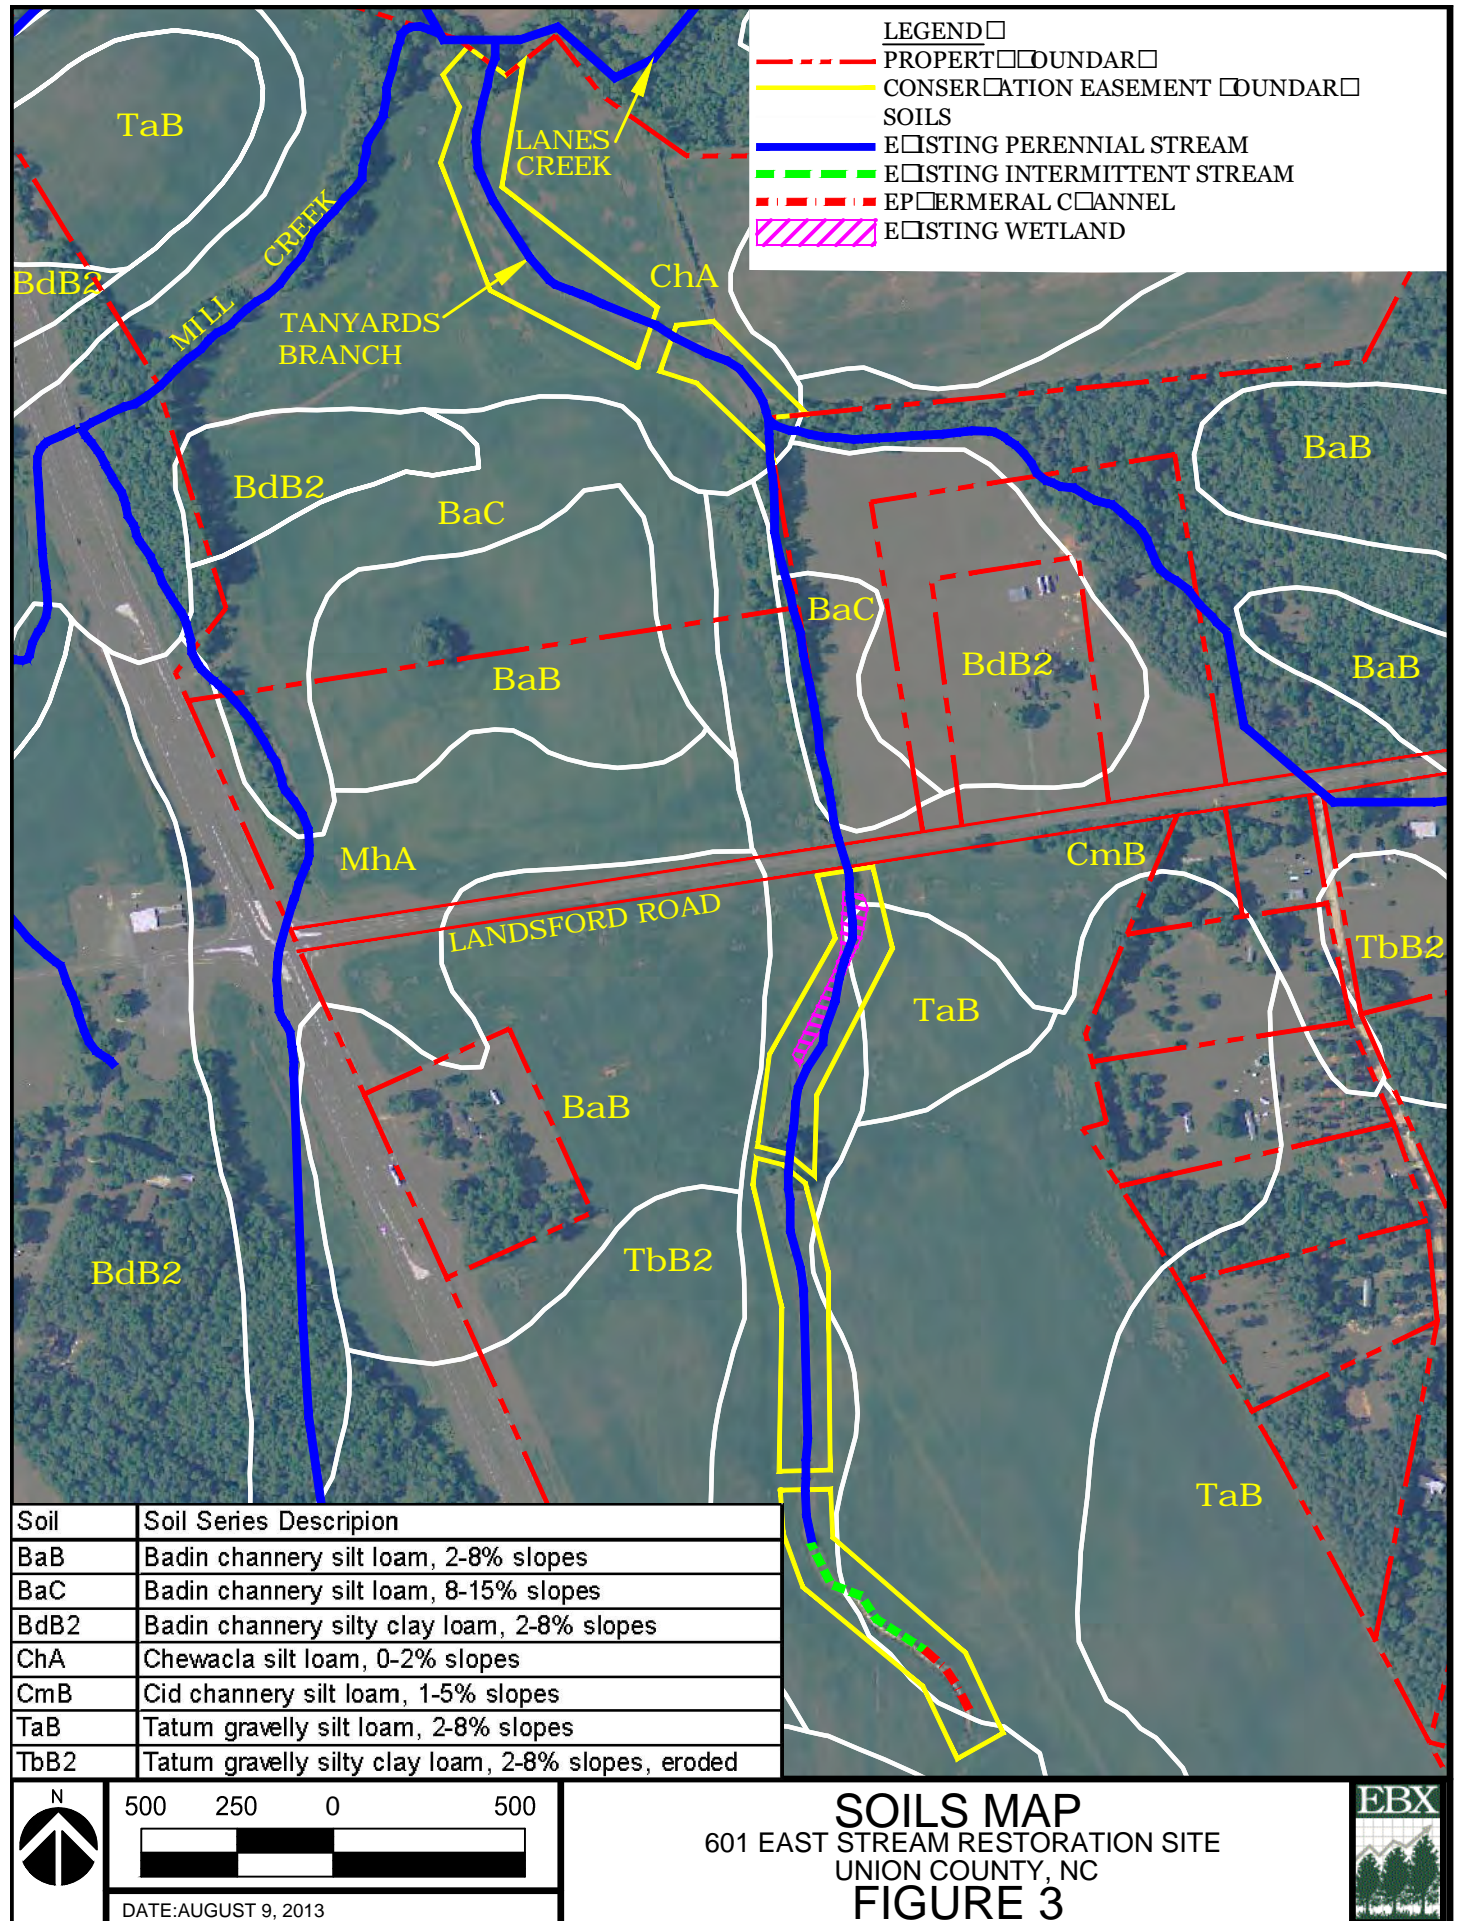 LEGEND□
PROPERT□□OUNDAR□
CONSER□ATION EASEMENT □OUNDAR□
SOILS
E□ISTING PERENNIAL STREAM
E□ISTING INTERMITTENT STREAM
EP□ERMERAL C□ANNEL
E□ISTING WETLAND
TaB
LANES
CREEK
MILL CREEK
BdB2
ChA
TANYARDS
BRANCH
BaB
BdB2
BaC
BaC
BdB2
BaB
BaB
MhA
CmB
LANDSFORD ROAD
TbB2
TaB
BaB
TbB2
BdB2
TaB
Soil Soil Series Descripion
BaB Badin channery silt loam, 2-8% slopes
BaC Badin channery silt loam, 8-15% slopes
BdB2 Badin channery silty clay loam, 2-8% slopes
ChA Chewacla silt loam, 0-2% slopes
CmB Cid channery silt loam, 1-5% slopes
TaB Tatum gravelly silt loam, 2-8% slopes
TbB2 Tatum gravelly silty clay loam, 2-8% slopes, eroded
N
500 250 0 500
DATE:AUGUST 9, 2013
SOILS MAP
601 EAST STREAM RESTORATION SITE
UNION COUNTY, NC
FIGURE 3
EBX